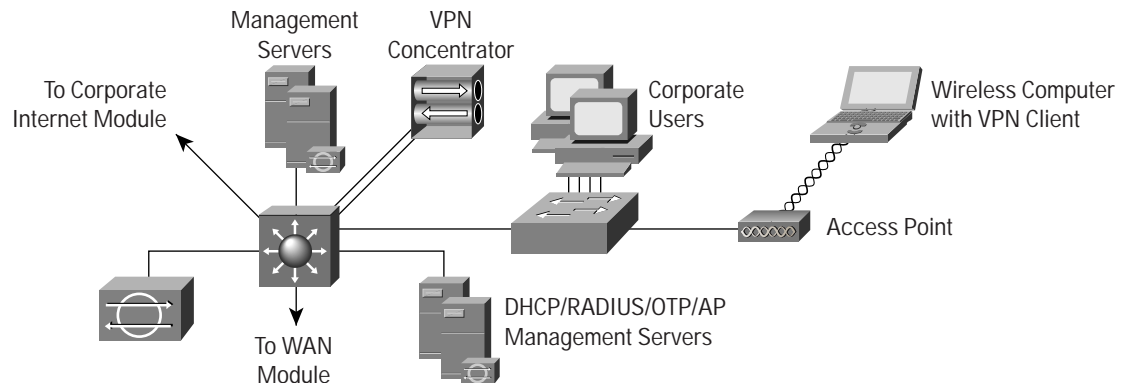 Management
Servers
VPN
Concentrator
To Corporate
Internet Module
Corporate
Users
Wireless Computer
with VPN Client
Access Point
DHCP/RADIUS/OTP/AP
Management Servers
To WAN
Module